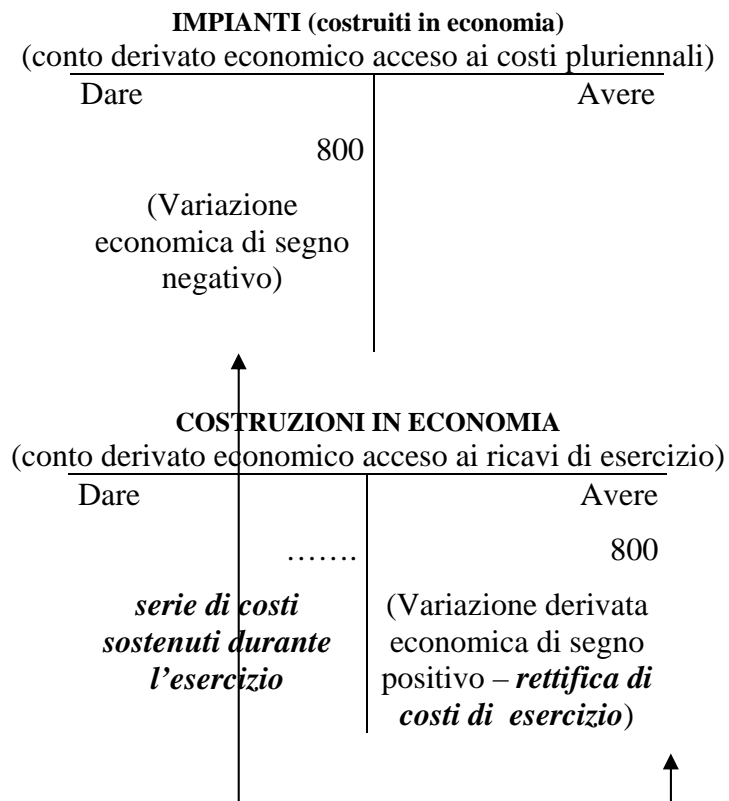 IMPIANTI (costruiti in economia)
(conto derivato economico acceso ai costi pluriennali)
Dare Avere
800
(Variazione
economica di segno
negativo)
COSTRUZIONI IN ECONOMIA
(conto derivato economico acceso ai ricavi di esercizio)
Dare Avere
……. 800
serie di costi
sostenuti durante
l’esercizio
(Variazione derivata
economica di segno
positivo – rettifica di
costi di esercizio)